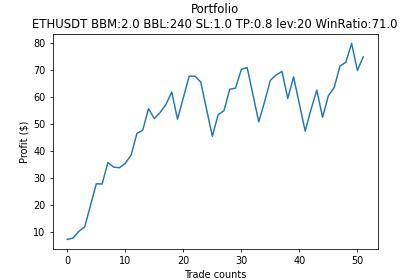 Portfolio
ETHUSDT BBM:2.0 BBL:240 SL:1.0 TP:0.8 lev:20 WinRatio:71.0
80
70
60
50
40
30
20
10
Profit ($)
0 10 20 30 40 50
Trade counts